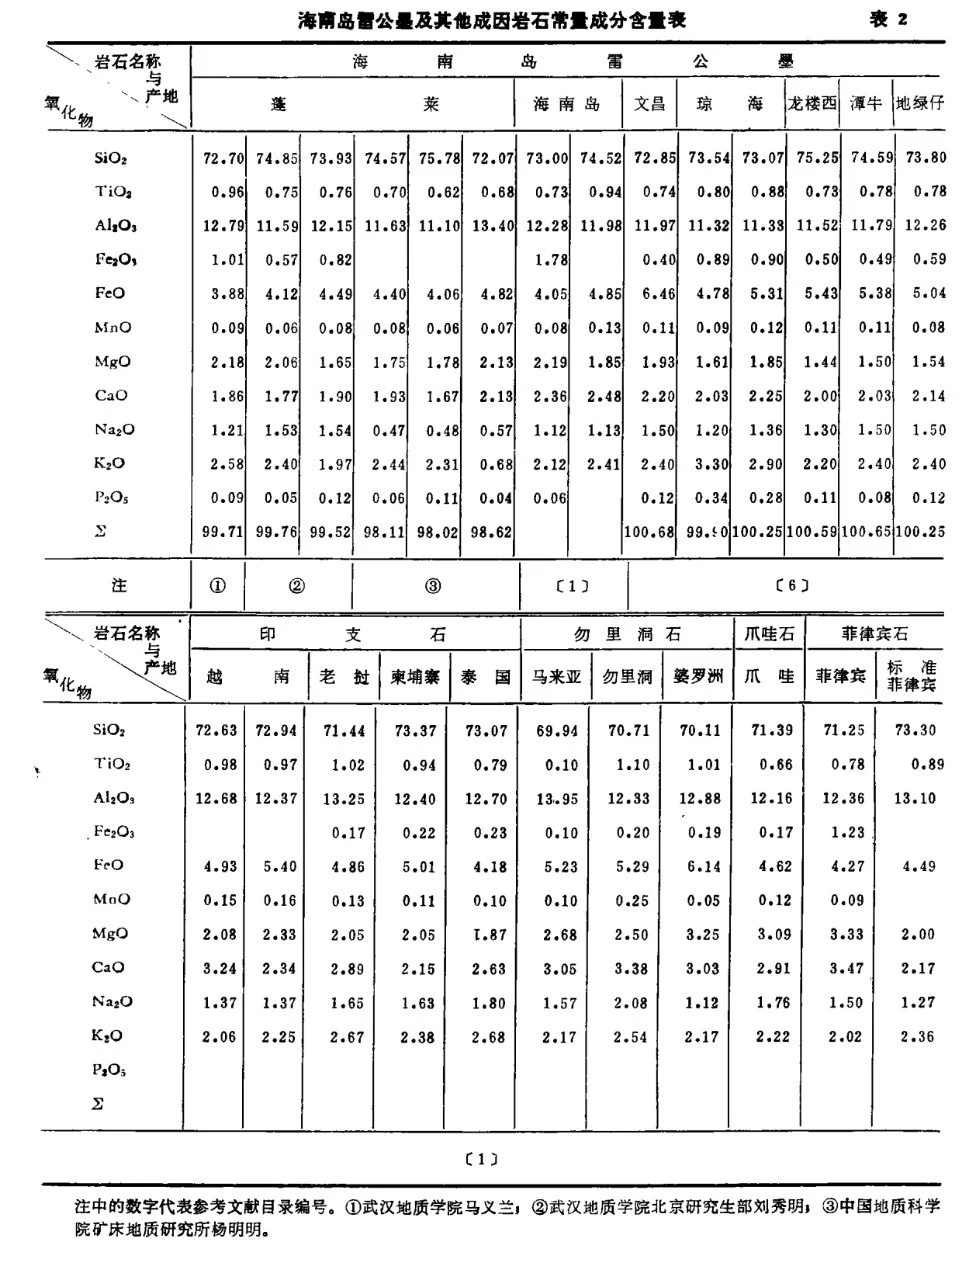 海南岛雷公墨及其他成因岩石常量成分含量表 表 2
岩石名称 海 南 岛 雷 公 墨
与
产地 蓬 莱 海 南 岛 文昌 琼 海 龙楼西 潭牛 地绿仔
氧化物
SiO₂ 72.70 74.85 73.93 74.57 75.78 72.07 73.00 74.52 72.85 73.54 73.07 75.25 74.59 73.80
TiO₂ 0.96 0.75 0.76 0.70 0.62 0.68 0.73 0.94 0.74 0.80 0.88 0.73 0.78 0.78
Al₂O₃ 12.79 11.59 12.15 11.63 11.10 13.40 12.28 11.98 11.97 11.32 11.33 11.52 11.79 12.26
Fe₂O₃ 1.01 0.57 0.82 1.78 0.40 0.89 0.90 0.50 0.49 0.59
FeO 3.88 4.12 4.49 4.40 4.06 4.82 4.05 4.85 6.46 4.78 5.31 5.43 5.38 5.04
MnO 0.09 0.06 0.08 0.08 0.06 0.07 0.08 0.13 0.11 0.09 0.12 0.11 0.11 0.08
MgO 2.18 2.06 1.65 1.75 1.78 2.13 2.19 1.85 1.93 1.61 1.85 1.44 1.50 1.54
CaO 1.86 1.77 1.90 1.93 1.67 2.13 2.36 2.48 2.20 2.03 2.25 2.00 2.03 2.14
Na₂O 1.21 1.53 1.54 0.47 0.48 0.57 1.12 1.13 1.50 1.20 1.36 1.30 1.50 1.50
K₂O 2.58 2.40 1.97 2.44 2.31 0.68 2.12 2.41 2.40 3.30 2.90 2.20 2.40 2.40
P₂O₅ 0.09 0.05 0.12 0.06 0.11 0.04 0.06 0.12 0.34 0.28 0.11 0.08 0.12
Σ 99.71 99.76 99.52 98.11 98.02 98.62 100.68 100.25 100.59 100.65 100.25
注 ① ② ③ 〔1〕 〔6〕
岩石名称 印 支 石 勿 里 洞 石 爪哇石 菲律宾石
与
产地 越 南 老 挝 柬埔寨 泰 国 马来亚 勿里洞 婆罗洲 爪 哇 菲律宾 标 准
氧化物 菲律宾
SiO₂ 72.63 72.94 71.44 73.37 73.07 69.94 70.71 70.11 71.39 71.25 73.30
TiO₂ 0.98 0.97 1.02 0.94 0.79 0.10 1.10 1.01 0.66 0.78 0.89
Al₂O₃ 12.68 12.37 13.25 12.40 12.70 13.95 12.33 12.88 12.16 12.36 13.10
Fe₂O₃ 0.17 0.22 0.23 0.10 0.20 0.19 0.17 1.23
FeO 4.93 5.40 4.86 5.01 4.18 5.23 5.29 6.14 4.62 4.27 4.49
MnO 0.15 0.16 0.13 0.11 0.10 0.10 0.25 0.05 0.12 0.09
MgO 2.08 2.33 2.05 2.05 1.87 2.68 2.50 3.25 3.09 3.33 2.00
CaO 3.24 2.34 2.89 2.15 2.63 3.05 3.38 3.03 2.91 3.47 2.17
Na₂O 1.37 1.37 1.65 1.63 1.80 1.57 2.08 1.12 1.76 1.50 1.27
K₂O 2.06 2.25 2.67 2.38 2.68 2.17 2.54 2.17 2.22 2.02 2.36
P₂O₅
Σ
〔1〕
注中的数字代表参考文献目录编号。①武汉地质学院马义兰；②武汉地质学院北京研究生部刘秀明；③中国地质科学
院矿床地质研究所杨明明。